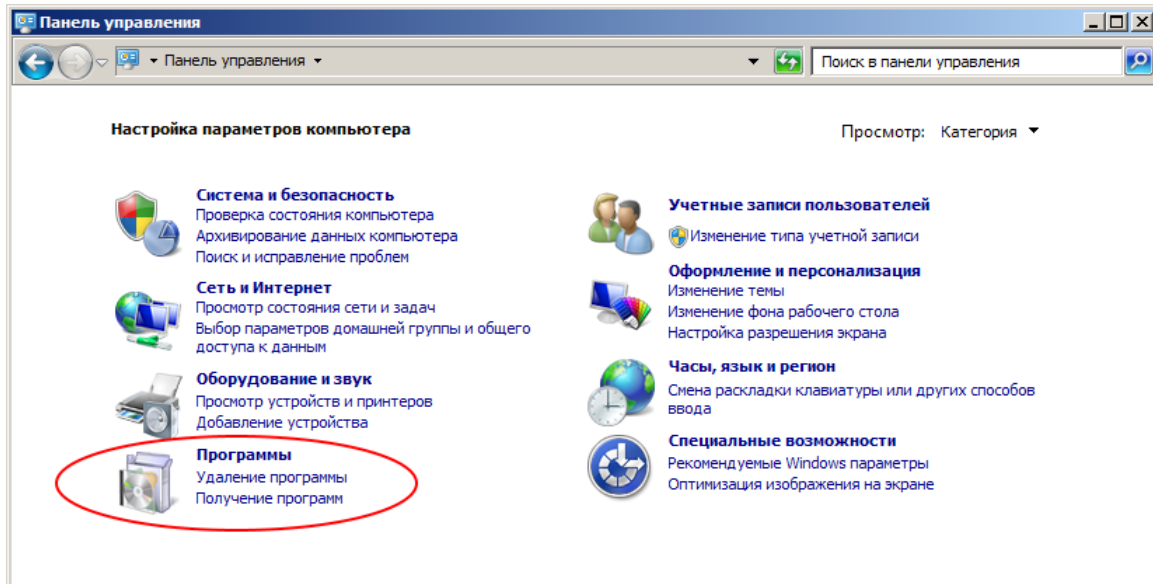 Панель управления
Панель управления
Поиск в панели управления
Настройка параметров компьютера
Просмотр: Категория
Система и безопасность
Проверка состояния компьютера
Архивирование данных компьютера
Поиск и исправление проблем
Сеть и Интернет
Просмотр состояния сети и задач
Выбор параметров домашней группы и общего
доступа к данным
Оборудование и звук
Просмотр устройств и принтеров
Добавление устройства
Программы
Удаление программы
Получение программ
Учетные записи пользователей
Изменение типа учетной записи
Оформление и персонализация
Изменение темы
Изменение фона рабочего стола
Настройка разрешения экрана
Часы, язык и регион
Смена раскладки клавиатуры или других способов
ввода
Специальные возможности
Рекомендуемые Windows параметры
Оптимизация изображения на экране